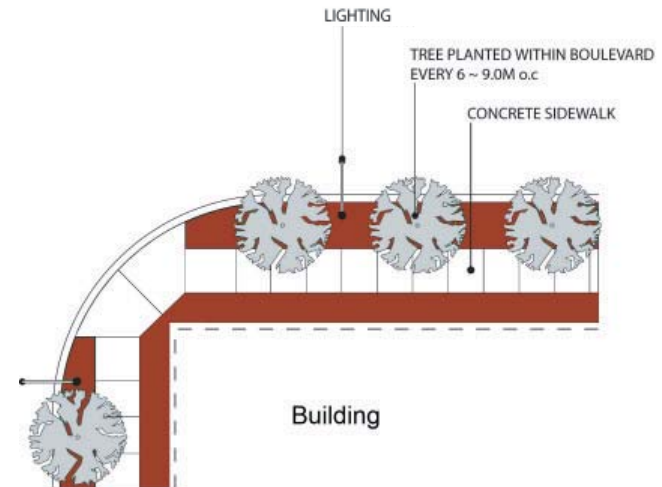 LIGHTING
TREE PLANTED WITHIN BOULEVARD
EVERY 6 ~ 9.0M o.c
CONCRETE SIDEWALK
Building